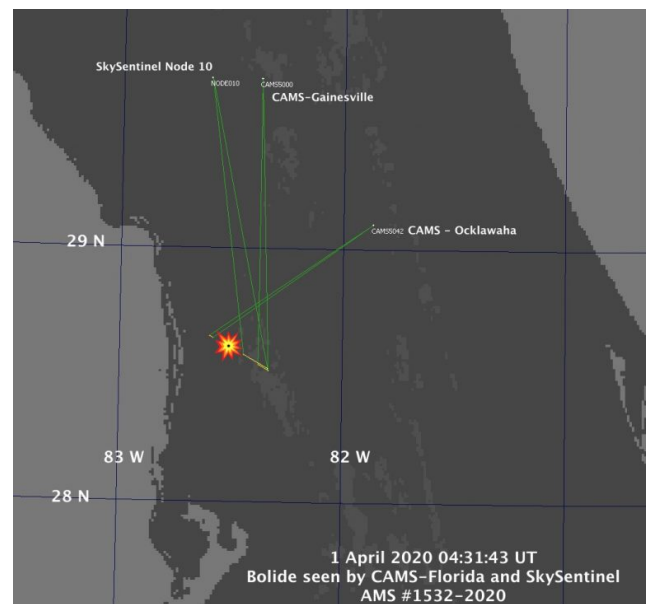 SkySentinel Node 10
NODE010
CAMS5000
CAMS-Gainesville
CAMS5042
CAMS - Ocklawaha
29 N
83 W
82 W
28 N
1 April 2020 04:31:43 UT
Bolide seen by CAMS-Florida and SkySentinel
AMS #1532-2020